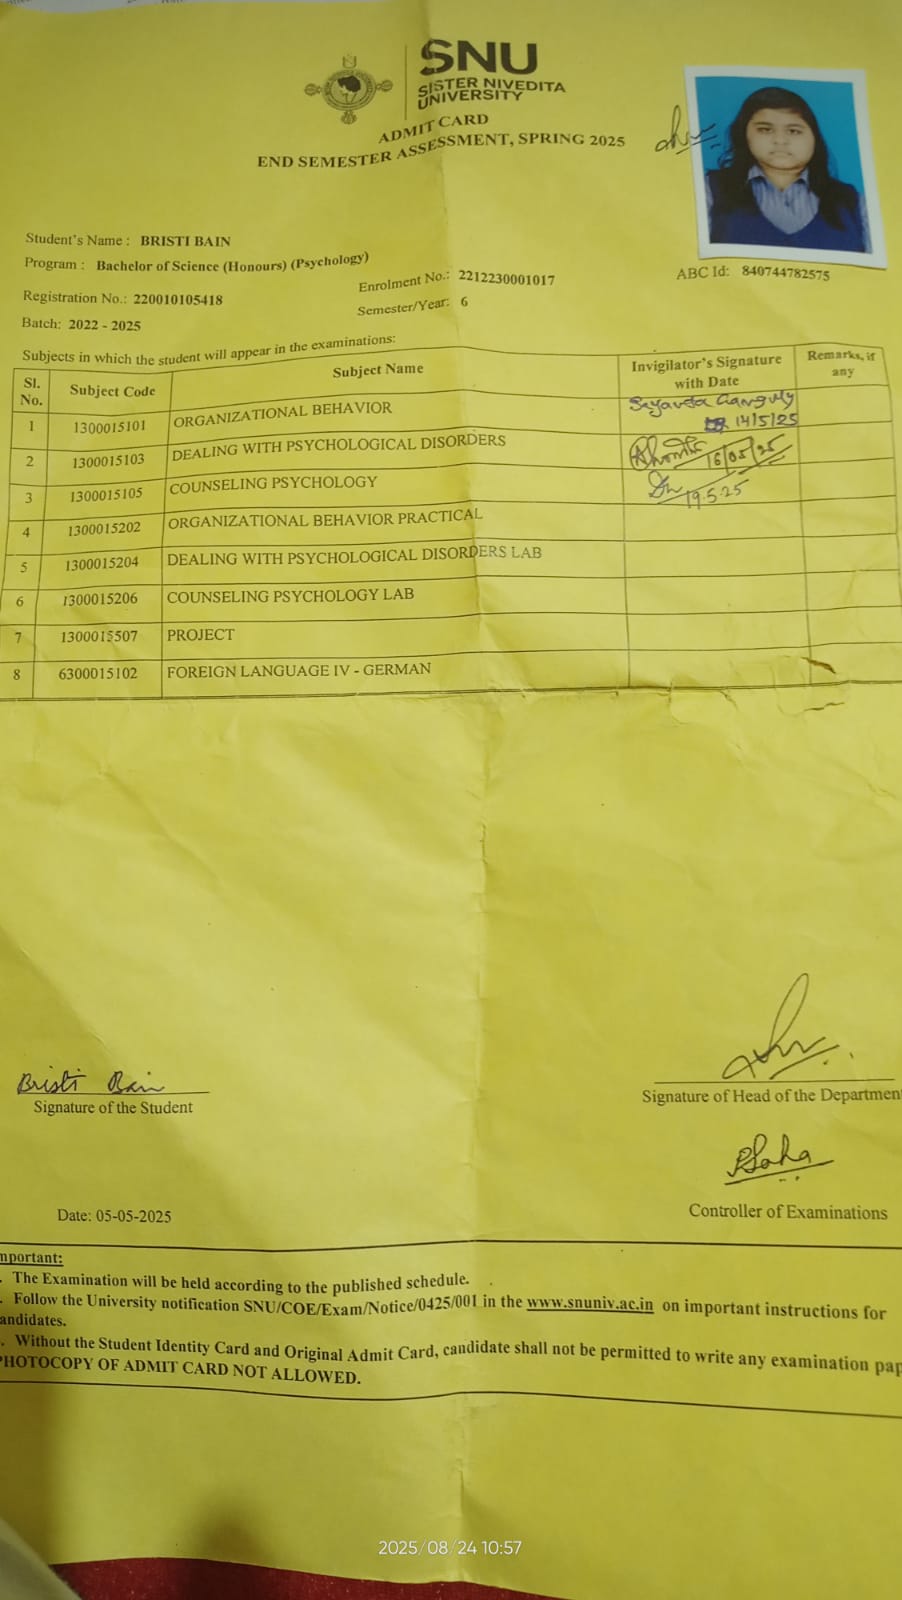 SNU
SISTER NIVEDITA
UNIVERSITY
ADMIT CARD
END SEMESTER ASSESSMENT, SPRING 2025
Student's Name : BRISTI BAIN
Program : Bachelor of Science (Honours) (Psychology)
Enrolment No.: 2212230001017
ABC Id: 840744782575
Registration No.: 220010105418
Semester/Year: 6
Batch: 2022 - 2025
Subjects in which the student will appear in the examinations:
Sl. No. Subject Code Subject Name Invigilator's Signature with Date Remarks, if any
1 1300015101 ORGANIZATIONAL BEHAVIOR 14/5/25
2 1300015103 DEALING WITH PSYCHOLOGICAL DISORDERS 16/05/25
3 1300015105 COUNSELING PSYCHOLOGY 19.5.25
4 1300015202 ORGANIZATIONAL BEHAVIOR PRACTICAL
5 1300015204 DEALING WITH PSYCHOLOGICAL DISORDERS LAB
6 1300015206 COUNSELING PSYCHOLOGY LAB
7 1300015507 PROJECT
8 6300015102 FOREIGN LANGUAGE IV - GERMAN
Bristi Bain
Signature of the Student
Signature of Head of the Departmen
PSaha
Date: 05-05-2025
Controller of Examinations
mportant:
. The Examination will be held according to the published schedule.
. Follow the University notification SNU/COE/Exam/Notice/0425/001 in the www.snuniv.ac.in on important instructions for
andidates.
. Without the Student Identity Card and Original Admit Card, candidate shall not be permitted to write any examination pap
PHOTOCOPY OF ADMIT CARD NOT ALLOWED.
2025/08/24 10:57